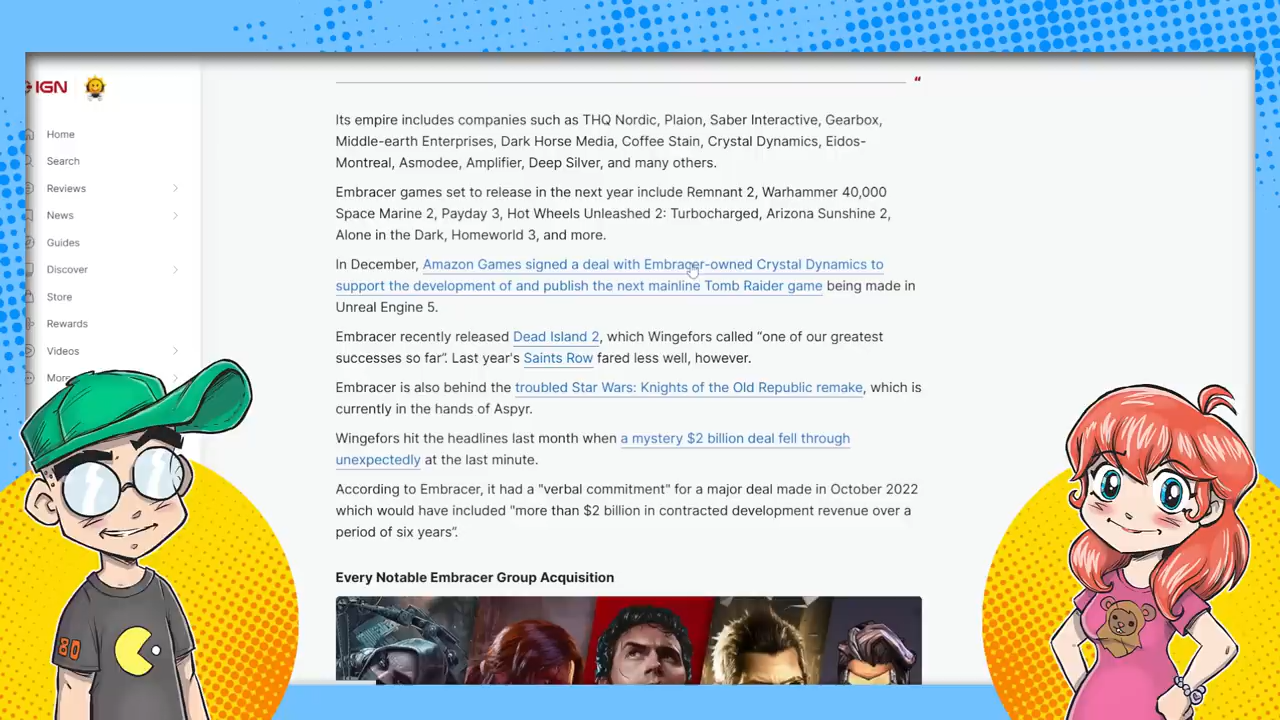 IGN
“
Home
Search
Reviews
News
Guides
Discover
Store
Rewards
Videos
More
Its empire includes companies such as THQ Nordic, Plaion, Saber Interactive, Gearbox,
Middle-earth Enterprises, Dark Horse Media, Coffee Stain, Crystal Dynamics, Eidos-
Montreal, Asmodee, Amplifier, Deep Silver, and many others.
Embracer games set to release in the next year include Remnant 2, Warhammer 40,000
Space Marine 2, Payday 3, Hot Wheels Unleashed 2: Turbocharged, Arizona Sunshine 2,
Alone in the Dark, Homeworld 3, and more.
In December, Amazon Games signed a deal with Embracer-owned Crystal Dynamics to
support the development of and publish the next mainline Tomb Raider game being made in
Unreal Engine 5.
Embracer recently released Dead Island 2, which Wingefors called “one of our greatest
successes so far”. Last year's Saints Row fared less well, however.
Embracer is also behind the troubled Star Wars: Knights of the Old Republic remake, which is
currently in the hands of Aspyr.
Wingefors hit the headlines last month when a mystery $2 billion deal fell through
unexpectedly at the last minute.
According to Embracer, it had a "verbal commitment" for a major deal made in October 2022
which would have included "more than $2 billion in contracted development revenue over a
period of six years”.
Every Notable Embracer Group Acquisition
80